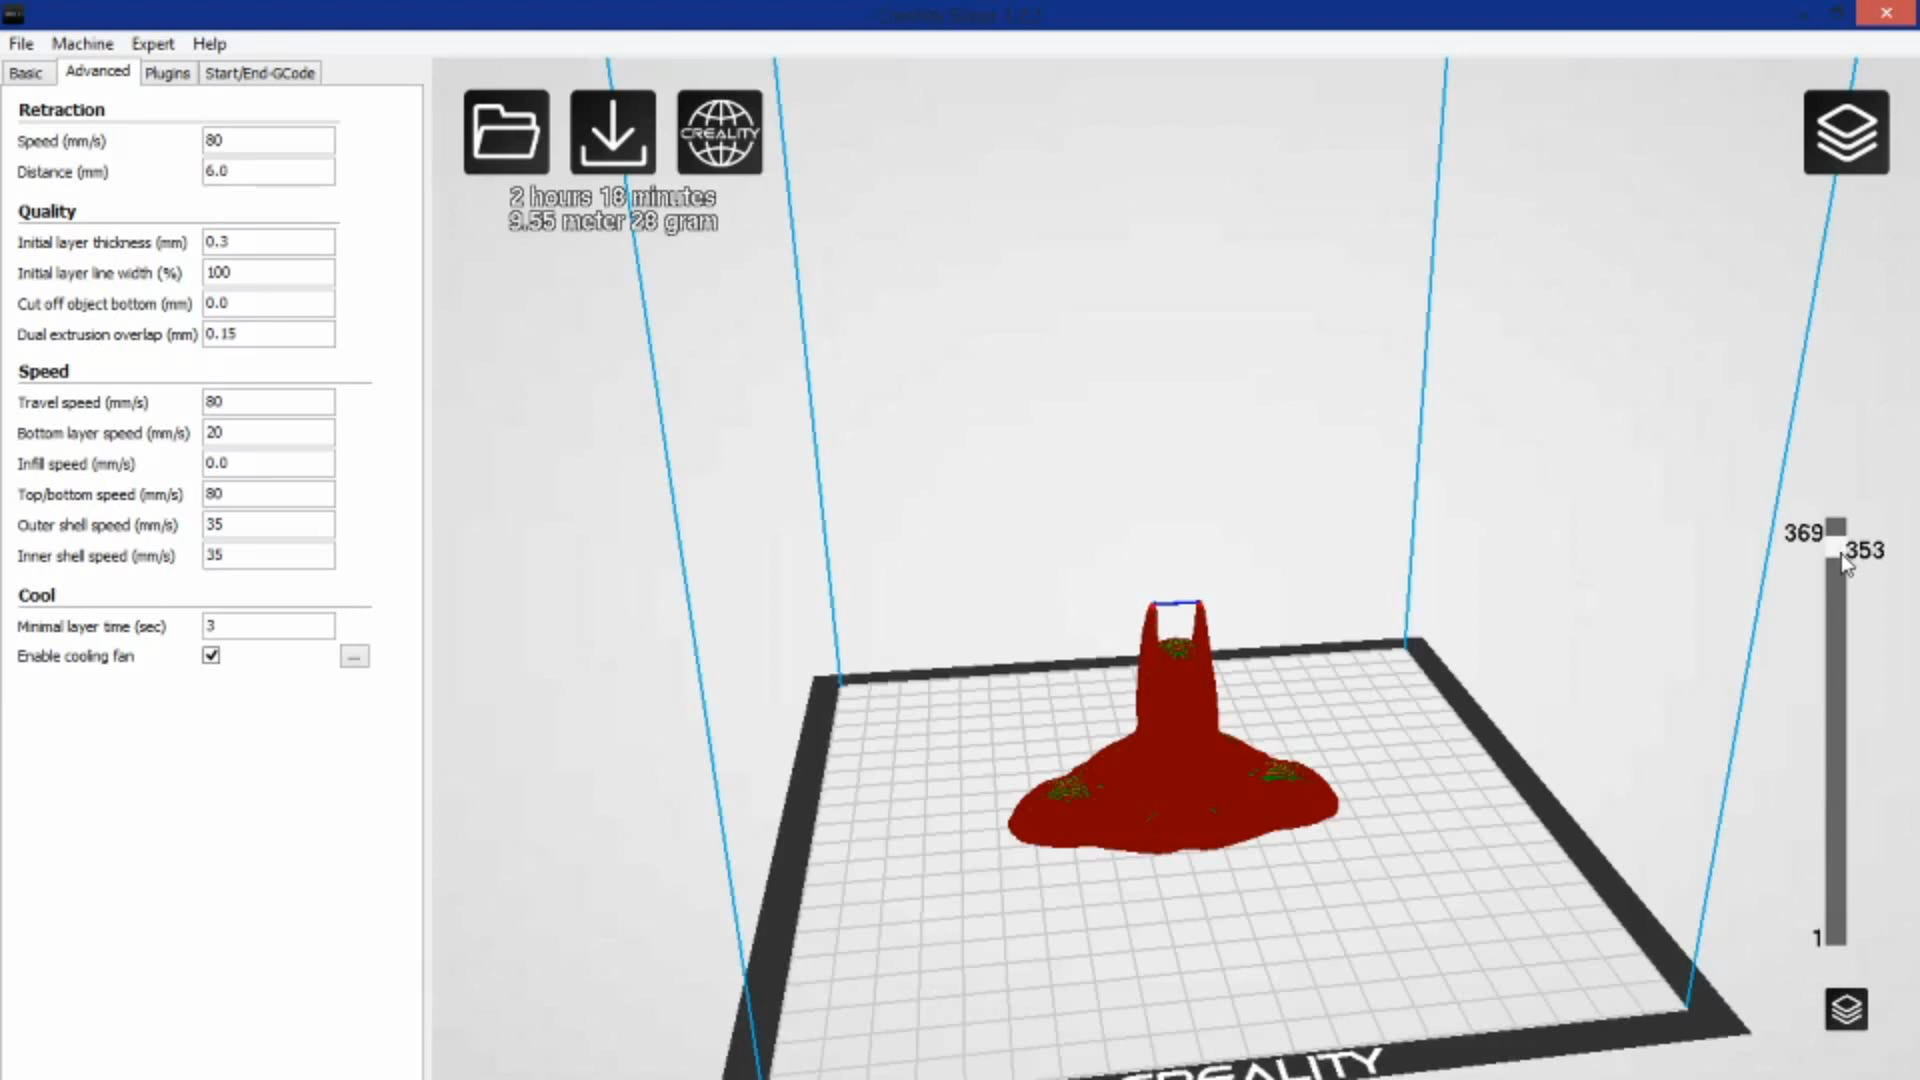 File Machine Expert Help
Basic Advanced Plugins Start/End-GCode
Retraction
Speed (mm/s) 80
Distance (mm) 6.0
Quality
Initial layer thickness (mm) 0.3
Initial layer line width (%) 100
Cut off object bottom (mm) 0.0
Dual extrusion overlap (mm) 0.15
Speed
Travel speed (mm/s) 80
Bottom layer speed (mm/s) 20
Infill speed (mm/s) 0.0
Top/bottom speed (mm/s) 80
Outer shell speed (mm/s) 35
Inner shell speed (mm/s) 35
Cool
Minimal layer time (sec) 3
Enable cooling fan
...
CREALITY
2 hours 18 minutes
9.55 meter 28 gram
369
353
1
CREALITY